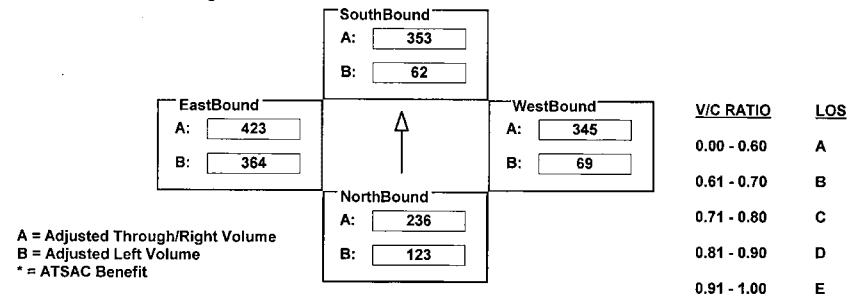 SouthBound
A: 353
B: 62
EastBound
A: 423
B: 364
WestBound
A: 345
B: 69
NorthBound
A: 236
B: 123
A = Adjusted Through/Right Volume
B = Adjusted Left Volume
* = ATSAC Benefit
V/C RATIO LOS
0.00 - 0.60 A
0.61 - 0.70 B
0.71 - 0.80 C
0.81 - 0.90 D
0.91 - 1.00 E